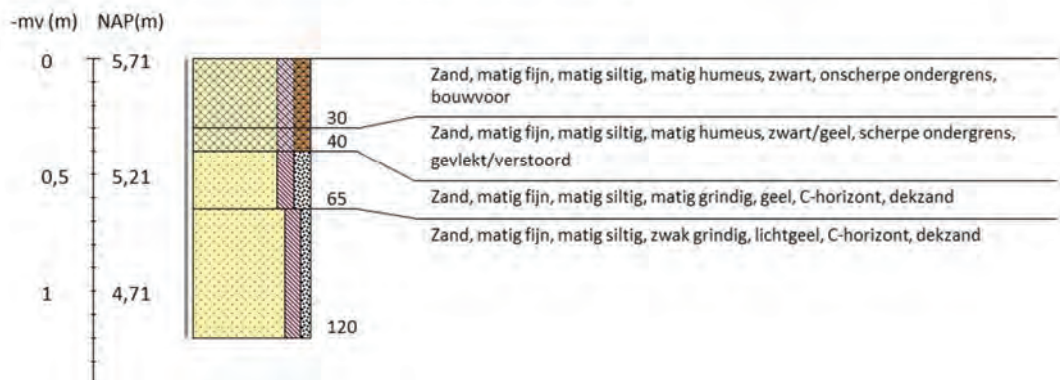 -mv (m) NAP(m)
0 5,71
Zand, matig fijn, matig siltig, matig humeus, zwart, onscherpe ondergrens,
bouwvoor
30
Zand, matig fijn, matig siltig, matig humeus, zwart/geel, scherpe ondergrens,
40
gevlekt/verstoord
0,5 5,21
65
Zand, matig fijn, matig siltig, matig grindig, geel, C-horizont, dekzand
Zand, matig fijn, matig siltig, zwak grindig, lichtgeel, C-horizont, dekzand
1 4,71
120